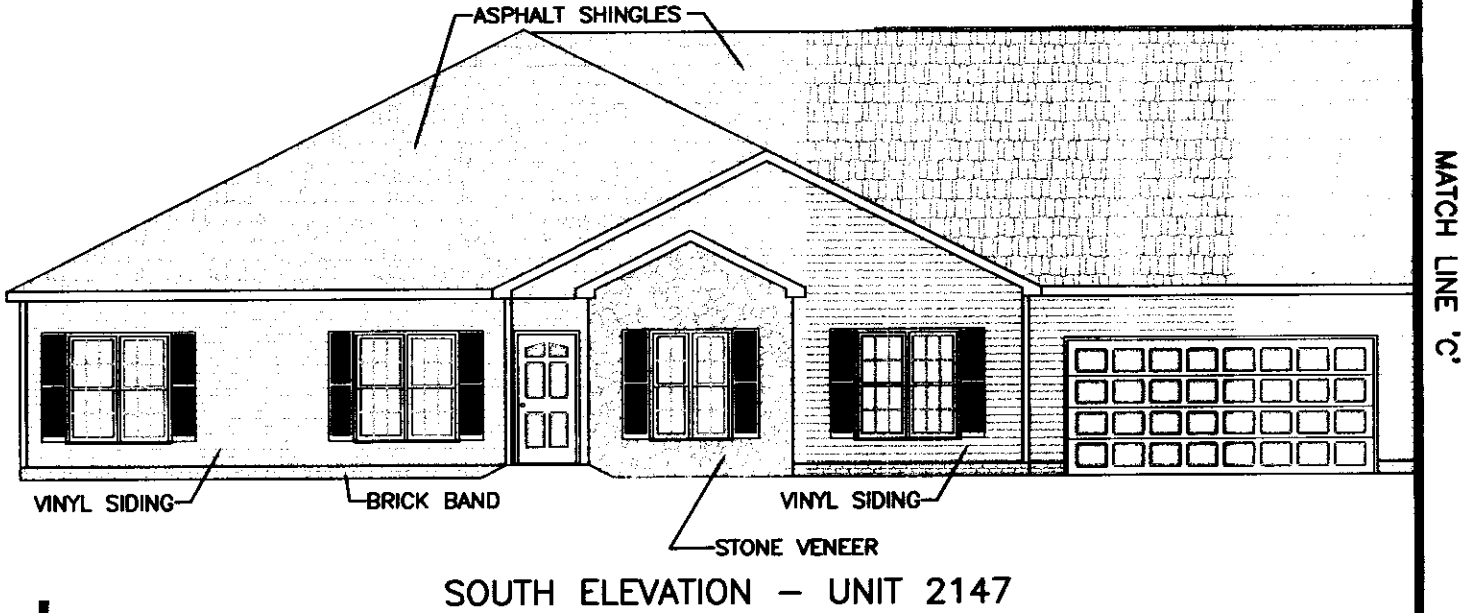 ASPHALT SHINGLES
MATCH LINE 'C'
VINYL SIDING
BRICK BAND
VINYL SIDING
STONE VENEER
SOUTH ELEVATION – UNIT 2147